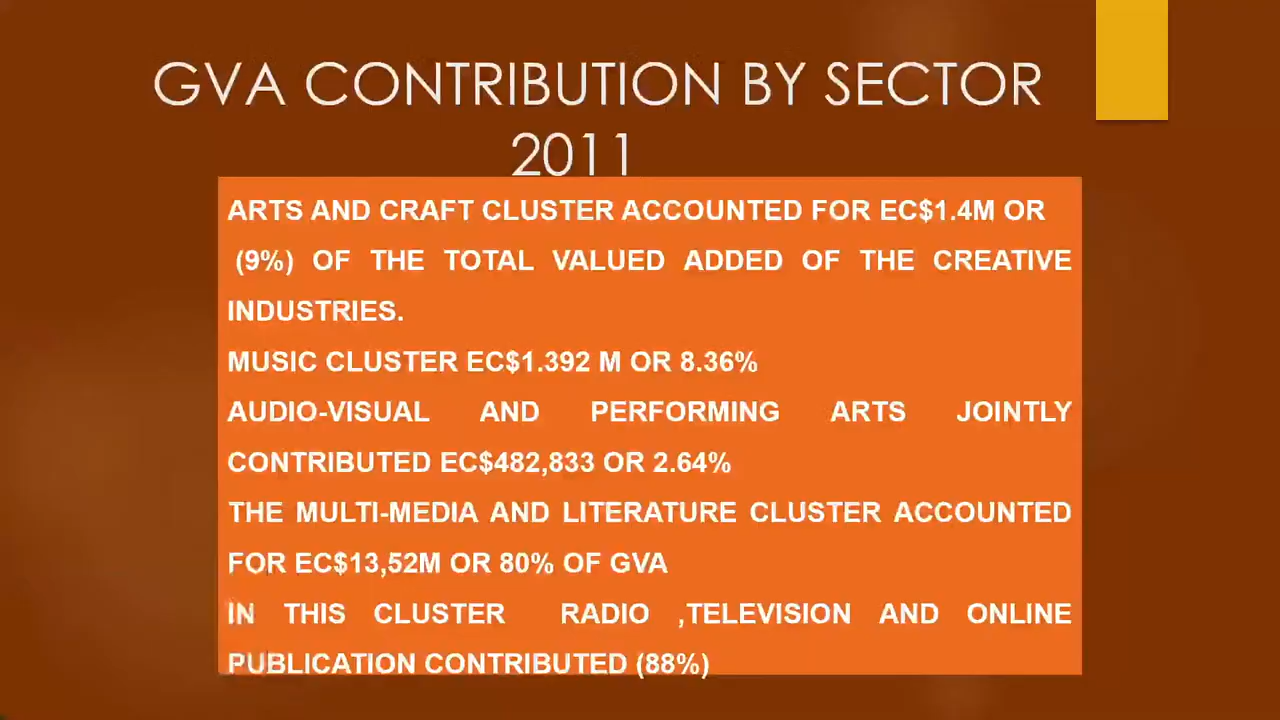 GVA CONTRIBUTION BY SECTOR
2011
ARTS AND CRAFT CLUSTER ACCOUNTED FOR EC$1.4M OR
(9%) OF THE TOTAL VALUED ADDED OF THE CREATIVE
INDUSTRIES.
MUSIC CLUSTER EC$1.392 M OR 8.36%
AUDIO-VISUAL AND PERFORMING ARTS JOINTLY
CONTRIBUTED EC$482,833 OR 2.64%
THE MULTI-MEDIA AND LITERATURE CLUSTER ACCOUNTED
FOR EC$13,52M OR 80% OF GVA
IN THIS CLUSTER RADIO ,TELEVISION AND ONLINE
PUBLICATION CONTRIBUTED (88%)